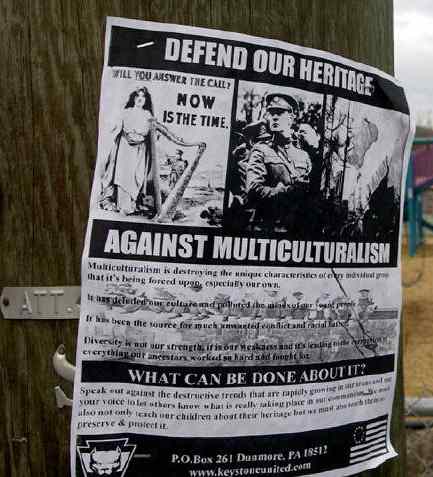 DEFEND OUR HERITAGE
WILL YOU ANSWER THE CALL?
NOW
IS THE TIME.
AGAINST MULTICULTURALISM
Multiculturalism is destroying the unique characteristics of every individual group
that it's being forced upon, especially our own.
It has deluded our culture and polluted the minds of our young people
It has been the source for much unwanted conflict and racial
Diversity is not our strength, it is our weakness and it's leading to the corruption of
everything our ancestors worked so hard and fought for.
WHAT CAN BE DONE ABOUT IT?
Speak out against the destructive trends that are rapidly growing in our towns and use
your voice to let others know what is really taking place in our communities. We must
also not only teach our children about their heritage but we must also teach them to
preserve & protect it.
P.O.Box 261 Dunmore, PA 18512
www.keystoneunited.com
ATT